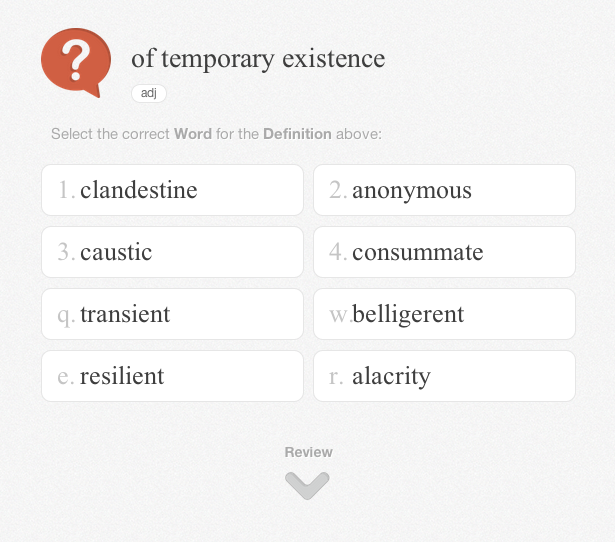 ?
of temporary existence
adj
Select the correct Word for the Definition above:
1. clandestine
2. anonymous
3. caustic
4. consummate
q. transient
w. belligerent
e. resilient
r. alacrity
Review